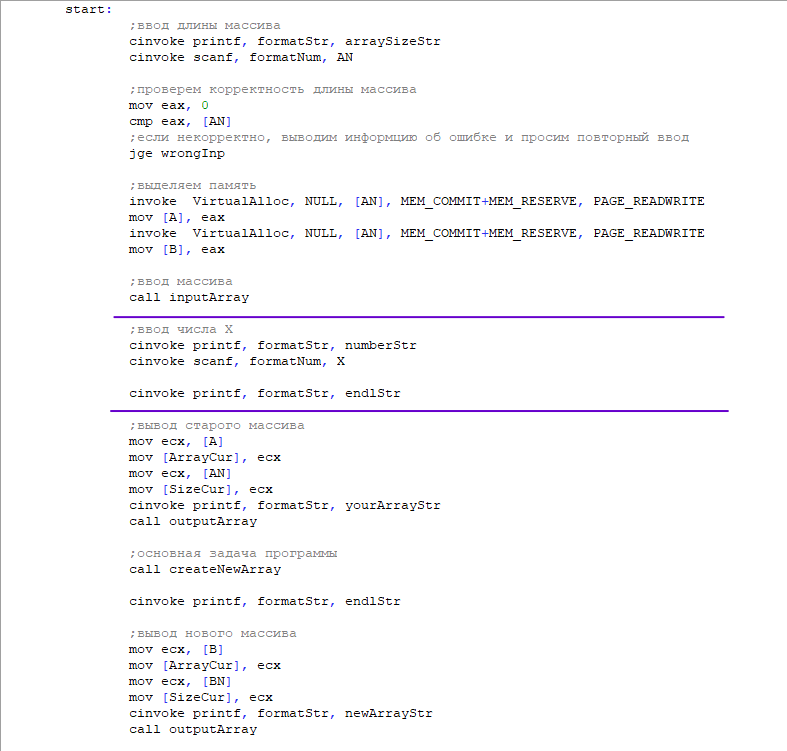 start:
;ввод длины массива
cinvoke printf, formatStr, arraySizeStr
cinvoke scanf, formatNum, AN
;проверем корректность длины массива
mov eax, 0
cmp eax, [AN]
;если некорректно, выводим информцию об ошибке и просим повторный ввод
jge wrongInp
;выделяем память
invoke  VirtualAlloc, NULL, [AN], MEM_COMMIT+MEM_RESERVE, PAGE_READWRITE
mov [A], eax
invoke  VirtualAlloc, NULL, [AN], MEM_COMMIT+MEM_RESERVE, PAGE_READWRITE
mov [B], eax
;ввод массива
call inputArray
;ввод числа X
cinvoke printf, formatStr, numberStr
cinvoke scanf, formatNum, X
cinvoke printf, formatStr, endlStr
;вывод старого массива
mov ecx, [A]
mov [ArrayCur], ecx
mov ecx, [AN]
mov [SizeCur], ecx
cinvoke printf, formatStr, yourArrayStr
call outputArray
;основная задача программы
call createNewArray
cinvoke printf, formatStr, endlStr
;вывод нового массива
mov ecx, [B]
mov [ArrayCur], ecx
mov ecx, [BN]
mov [SizeCur], ecx
cinvoke printf, formatStr, newArrayStr
call outputArray